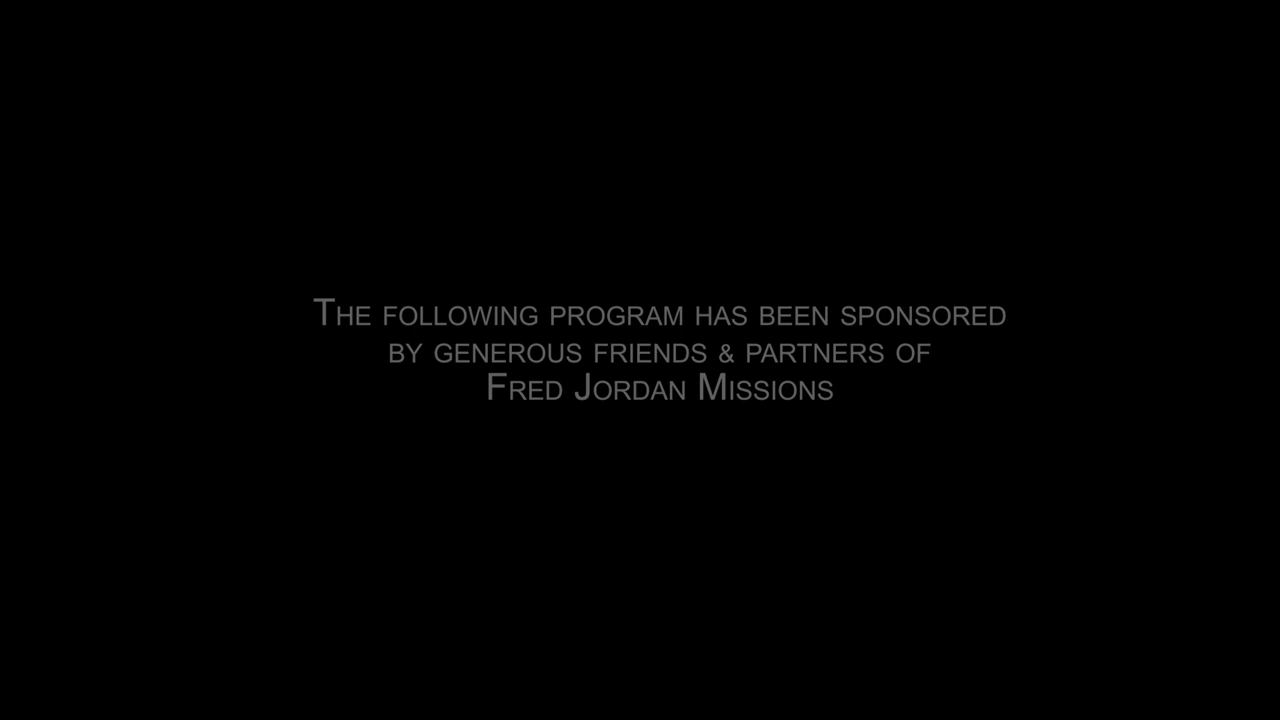 The following program has been sponsored
by generous friends & partners of
Fred Jordan Missions